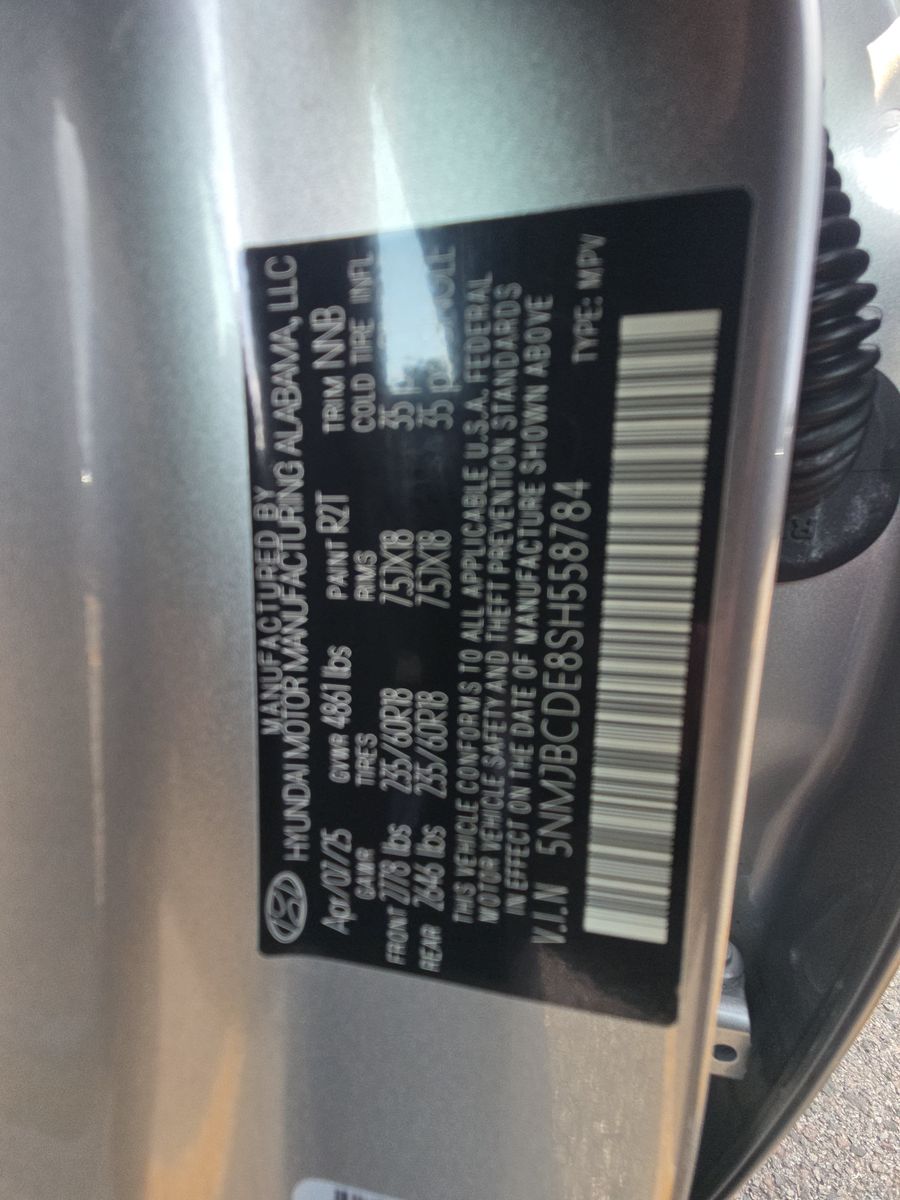 MANUFACTURED BY
HYUNDAI MOTOR MANUFACTURING ALABAMA, LLC
Apr/07/25 GVWR 4861 lbs PAINT R2T TRIM NNB
GAWR TIRES RIMS COLD TIRE INFL
FRONT 2778 lbs 235/60R18 7.5JX18 35
REAR 2646 lbs 235/60R18 7.5JX18 35
THIS VEHICLE CONFORMS TO ALL APPLICABLE U.S.A. FEDERAL
MOTOR VEHICLE SAFETY AND THEFT PREVENTION STANDARDS
IN EFFECT ON THE DATE OF MANUFACTURE SHOWN ABOVE
V.I.N 5NMJBCDE8SH558784 TYPE: MPV